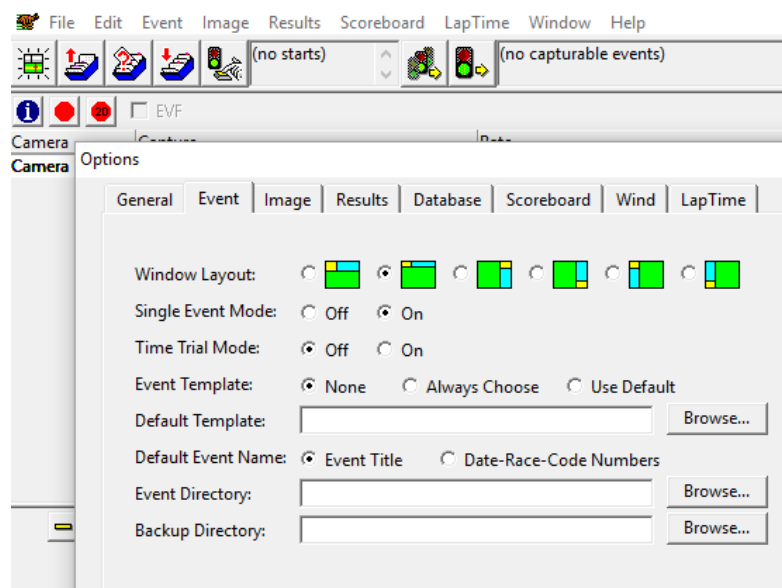 File Edit Event Image Results Scoreboard LapTime Window Help
(no starts) (no capturable events)
20 EVF
Camera Capture
Camera
Options
General Event Image Results Database Scoreboard Wind LapTime
Window Layout:
Single Event Mode: Off On
Time Trial Mode: Off On
Event Template: None Always Choose Use Default
Default Template: Browse...
Default Event Name: Event Title Date-Race-Code Numbers
Event Directory: Browse...
Backup Directory: Browse...